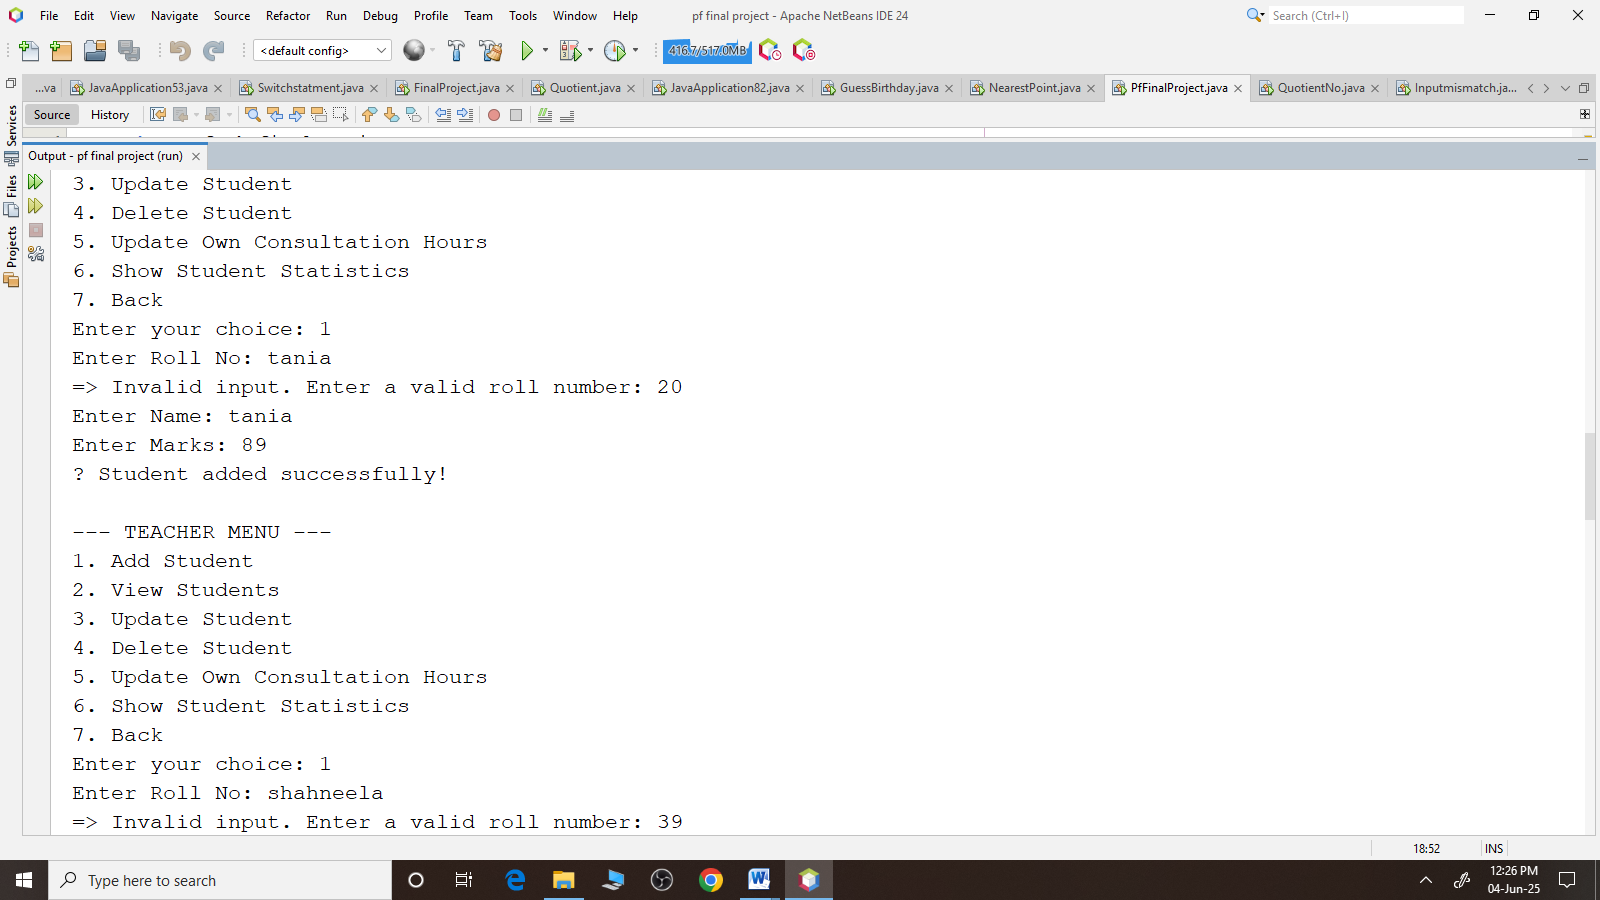 File Edit View Navigate Source Refactor Run Debug Profile Team Tools Window Help pf final project - Apache NetBeans IDE 24 Search (Ctrl+I)
<default config> 416.7/517.0MB
...va JavaApplication53.java Switchstatment.java FinalProject.java Quotient.java JavaApplication82.java GuessBirthday.java NearestPoint.java PFFinalProject.java QuotientNo.java Inputmismatch.ja...
Source History
Services
Files
Projects
Output - pf final project (run)
3. Update Student
4. Delete Student
5. Update Own Consultation Hours
6. Show Student Statistics
7. Back
Enter your choice: 1
Enter Roll No: tania
=> Invalid input. Enter a valid roll number: 20
Enter Name: tania
Enter Marks: 89
? Student added successfully!
--- TEACHER MENU ---
1. Add Student
2. View Students
3. Update Student
4. Delete Student
5. Update Own Consultation Hours
6. Show Student Statistics
7. Back
Enter your choice: 1
Enter Roll No: shahneela
=> Invalid input. Enter a valid roll number: 39
18:52 INS
Type here to search
12:26 PM
04-Jun-25